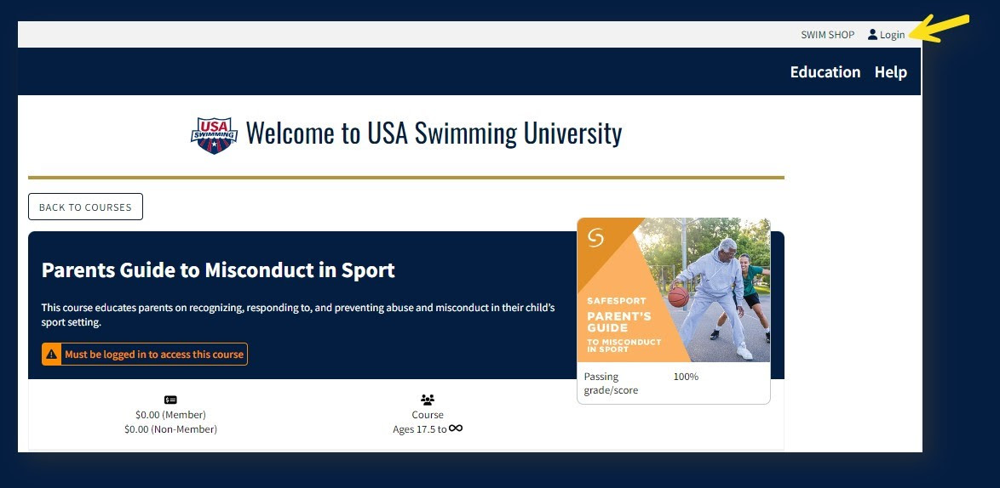 SWIM SHOP Login
Education Help
USA
SWIMMING
Welcome to USA Swimming University
BACK TO COURSES
Parents Guide to Misconduct in Sport
This course educates parents on recognizing, responding to, and preventing abuse and misconduct in their child's
sport setting.
Must be logged in to access this course
SAFESPORT
PARENT'S
GUIDE
TO MISCONDUCT
IN SPORT
Passing
grade/score
100%
$0.00 (Member)
$0.00 (Non-Member)
Course
Ages 17.5 to ∞